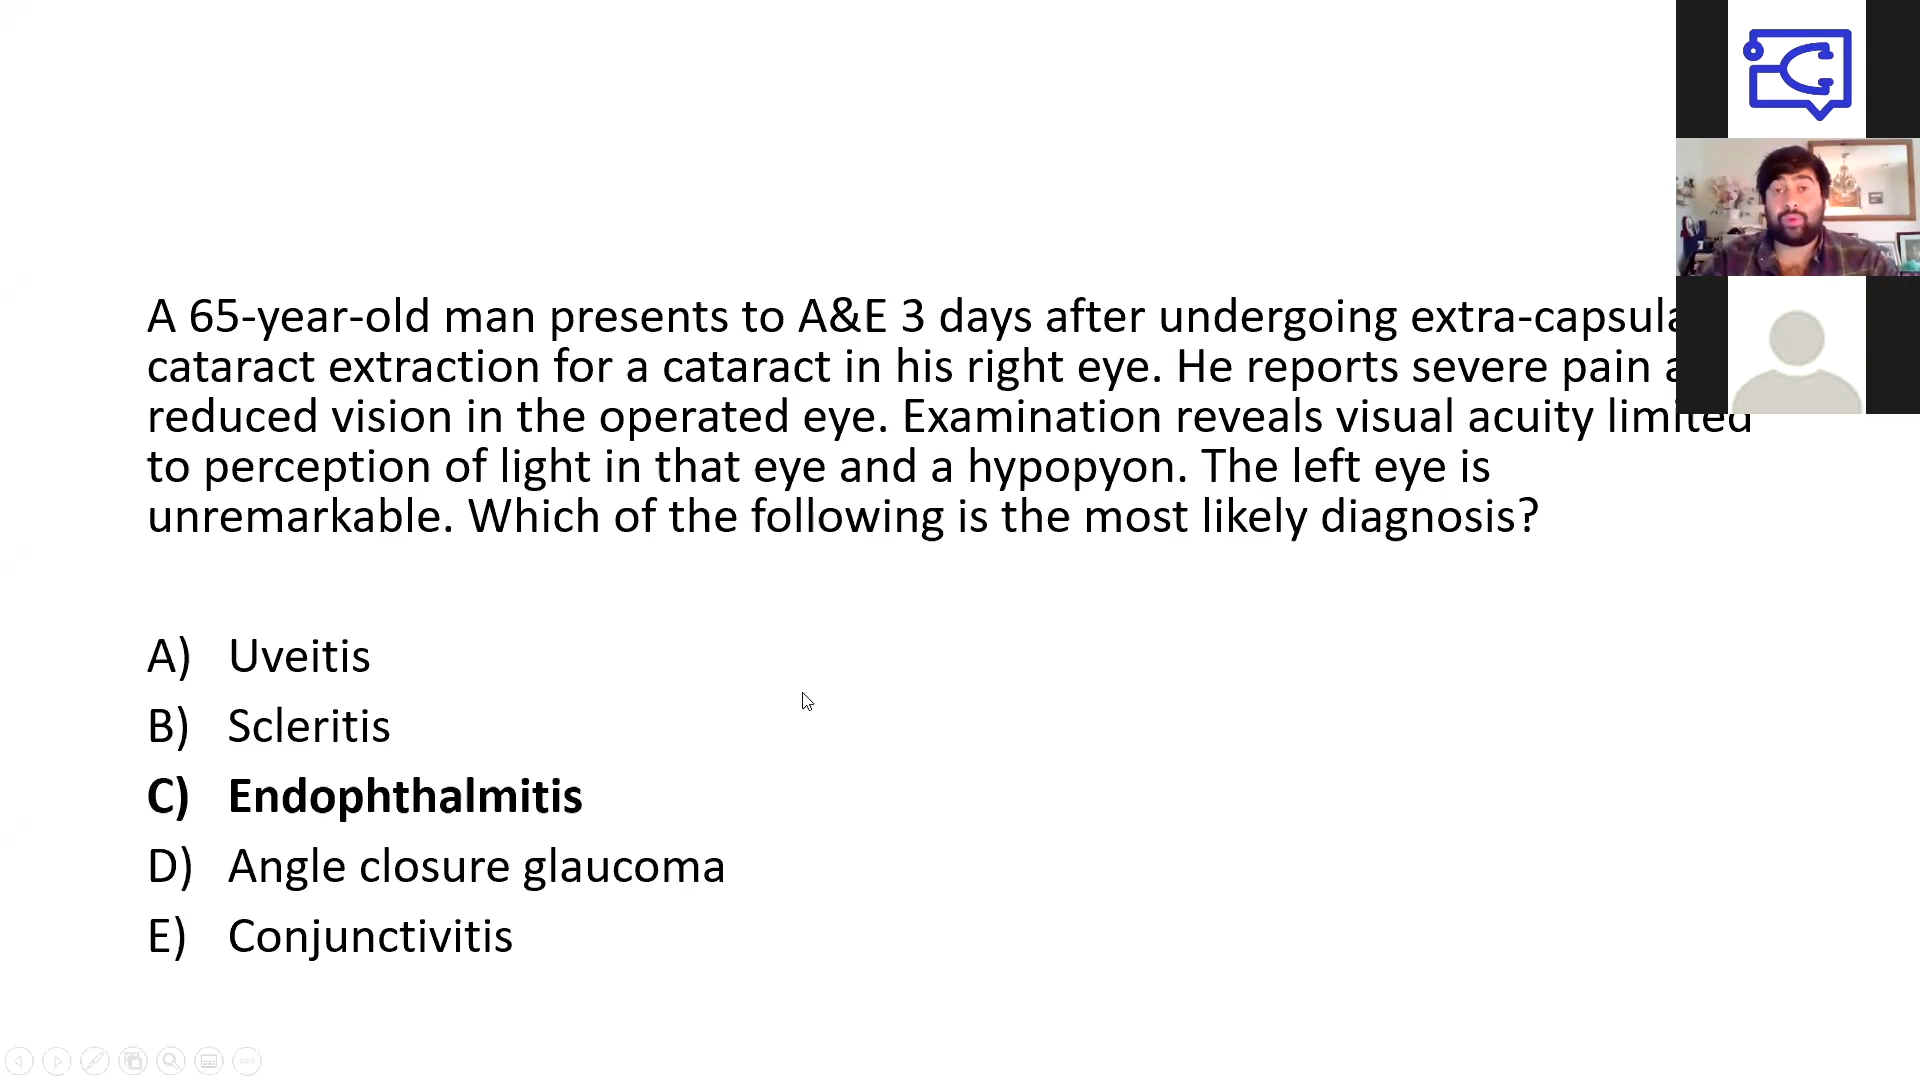 A 65-year-old man presents to A&E 3 days after undergoing
cataract extraction for a cataract in his right eye. He reports severe pain
reduced vision in the operated eye. Examination reveals visual acuity limited
to perception of light in that eye and a hypopyon. The left eye is
unremarkable. Which of the following is the most likely diagnosis?
A) Uveitis
B) Scleritis
C) Endophthalmitis
D) Angle closure glaucoma
E) Conjunctivitis